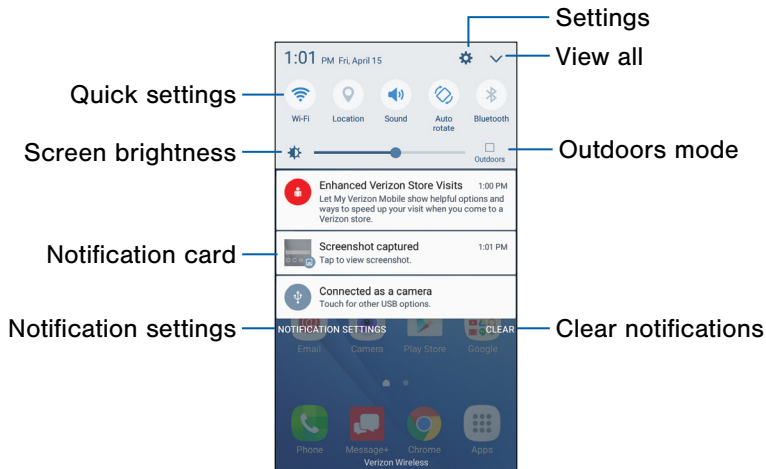 Settings
1:01 PM Fri, April 15
View all
Quick settings
Wi-Fi
Location
Sound
Auto
rotate
Bluetooth
Screen brightness
Outdoors
Outdoors mode
Enhanced Verizon Store Visits 1:00 PM
Let My Verizon Mobile show helpful options and
ways to speed up your visit when you come to a
Verizon store.
Notification card
Screenshot captured 1:01 PM
Tap to view screenshot.
Connected as a camera
Touch for other USB options.
Notification settings
NOTIFICATION SETTINGS
CLEAR
Clear notifications
Email
Camera
Play Store
Google
Phone
Message+
Chrome
Apps
Verizon Wireless